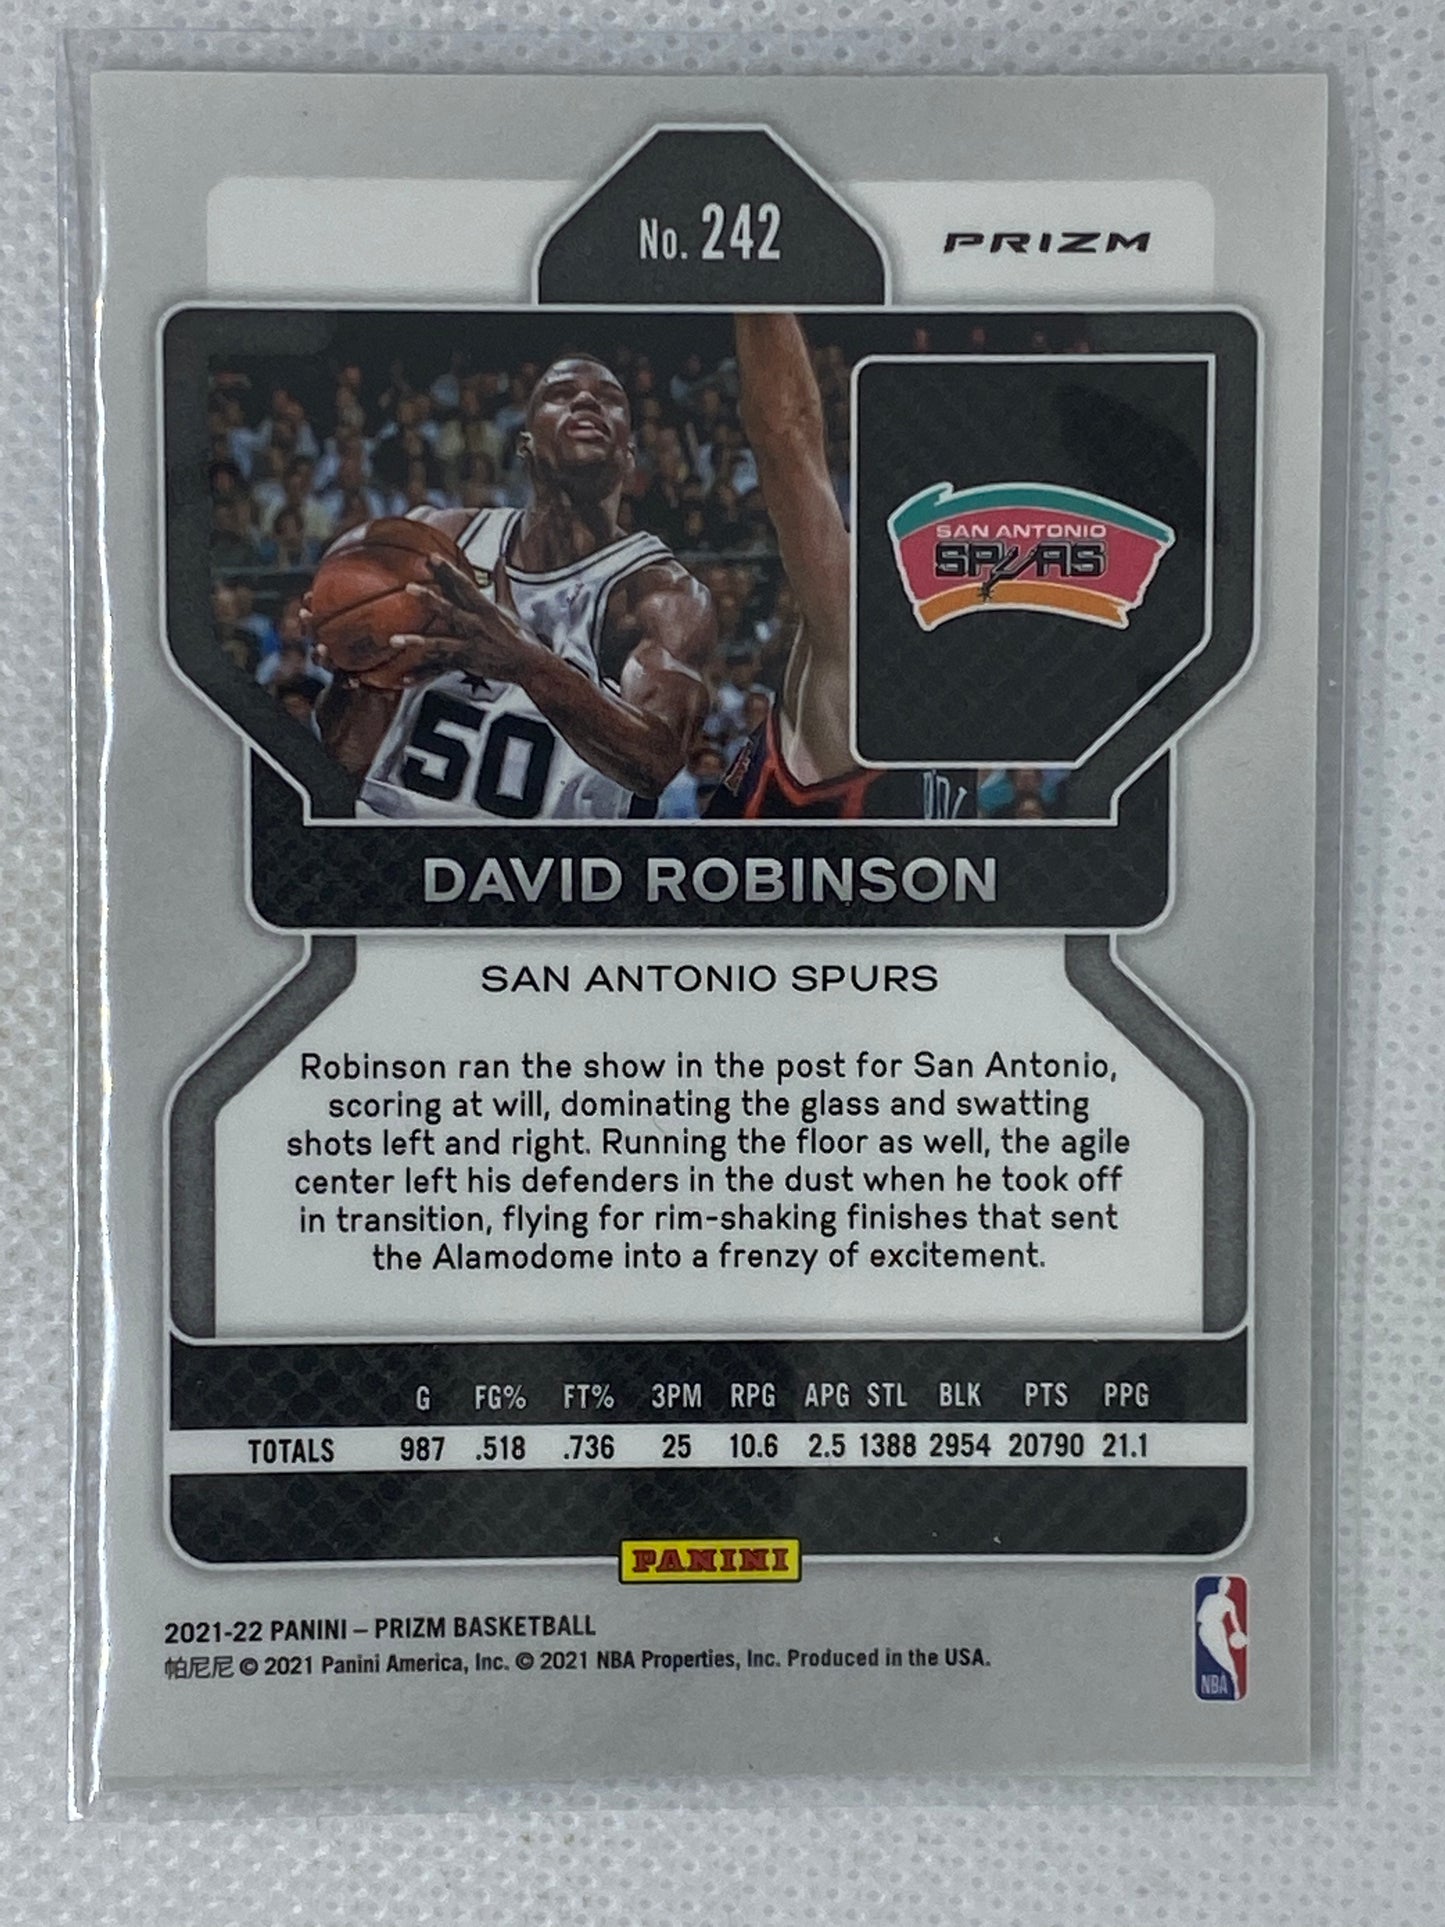 No. 242
PRIZM
SAN ANTONIO
SPURS
50
DAVID ROBINSON
SAN ANTONIO SPURS
Robinson ran the show in the post for San Antonio,
scoring at will, dominating the glass and swatting
shots left and right. Running the floor as well, the agile
center left his defenders in the dust when he took off
in transition, flying for rim-shaking finishes that sent
the Alamodome into a frenzy of excitement.
G FG% FT% 3PM RPG APG STL BLK PTS PPG
TOTALS 987 .518 .736 25 10.6 2.5 1388 2954 20790 21.1
PANINI
2021-22 PANINI – PRIZM BASKETBALL
帕尼尼 © 2021 Panini America, Inc. © 2021 NBA Properties, Inc. Produced in the USA.
NBA